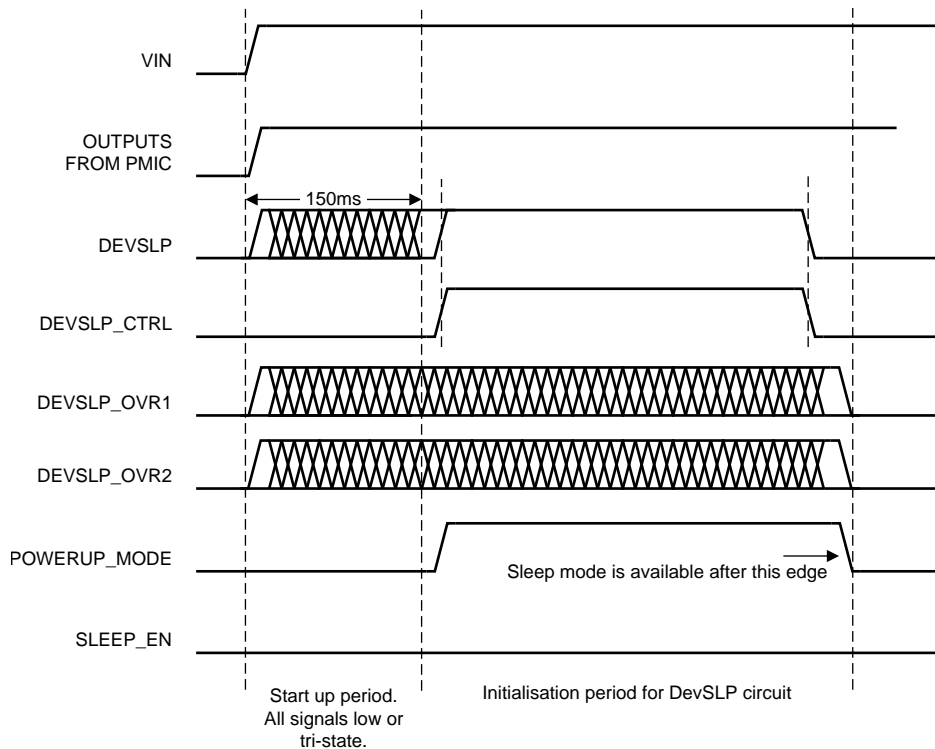 VIN
OUTPUTS
FROM PMIC
150ms
DEVSLP
DEVSLP_CTRL
DEVSLP_OVR1
DEVSLP_OVR2
POWERUP_MODE
Sleep mode is available after this edge
SLEEP_EN
Start up period.
All signals low or
tri-state.
Initialisation period for DevSLP circuit